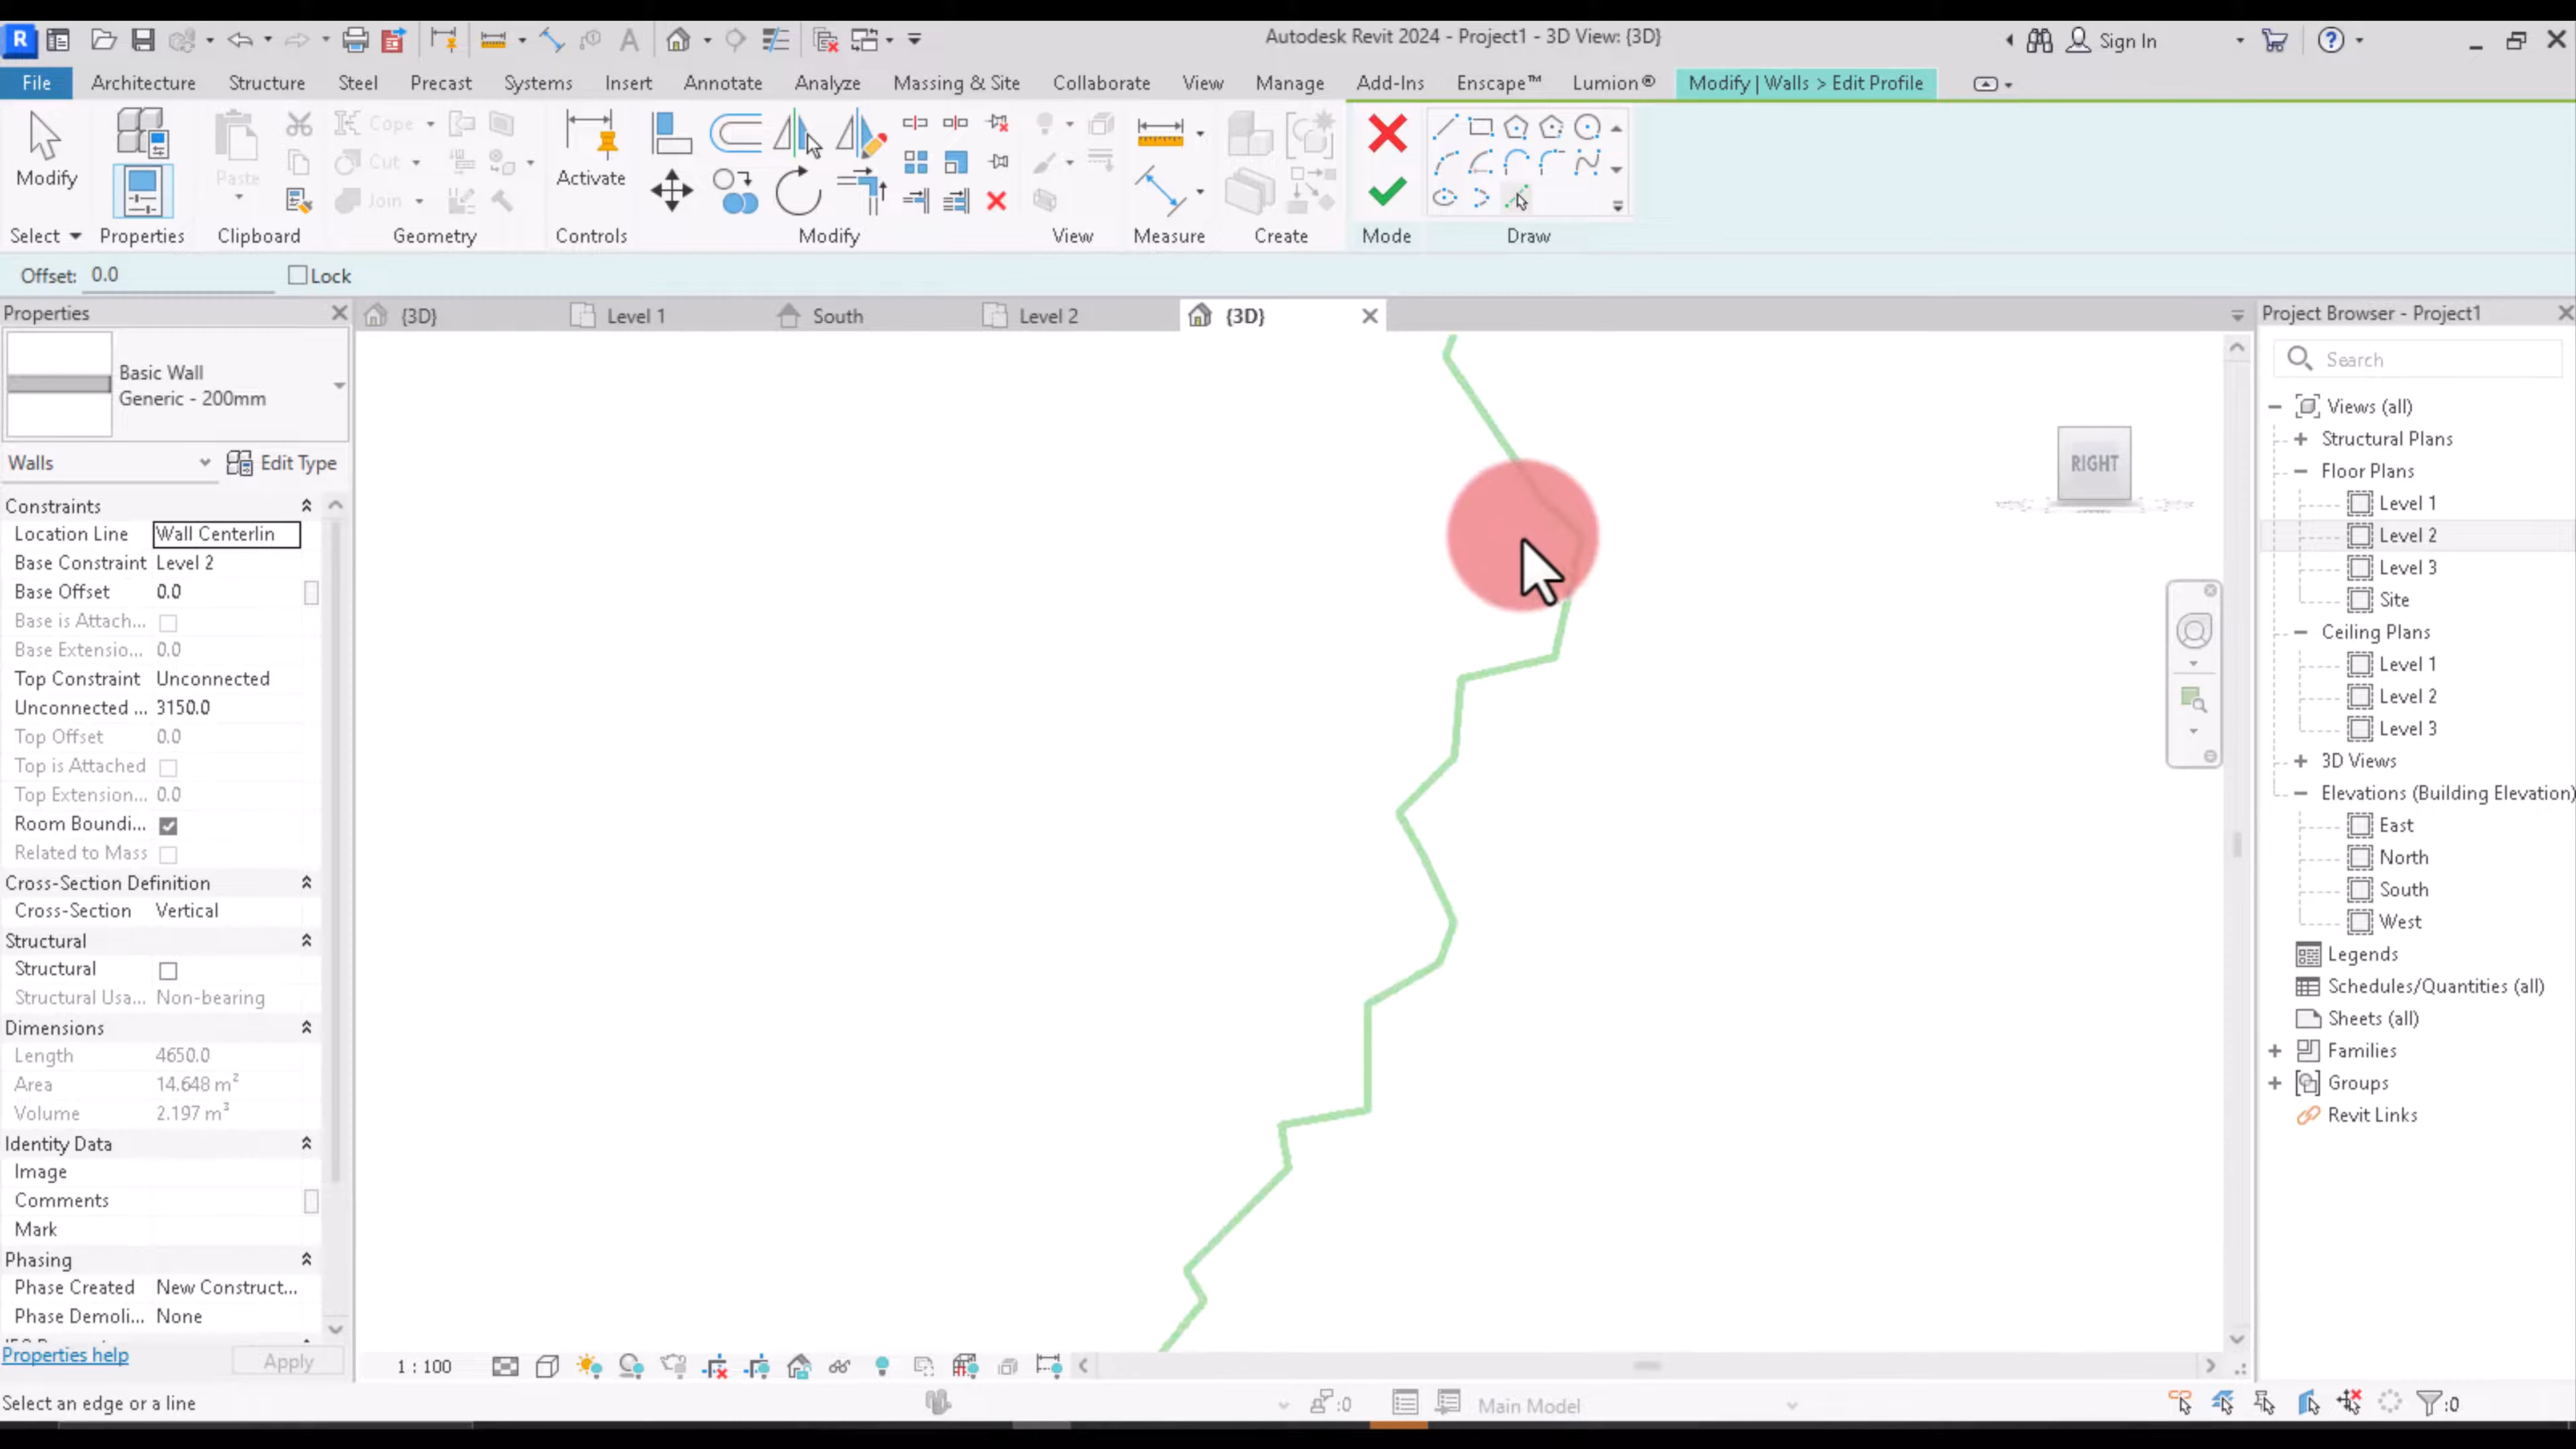 R
A
Autodesk Revit 2024 - Project1 - 3D View: {3D}
Sign In
File Architecture Structure Steel Precast Systems Insert Annotate Analyze Massing & Site Collaborate View Manage Add-Ins Enscape™ Lumion® Modify | Walls > Edit Profile
Modify
Paste
Cope
Cut
Join
Activate
Select Properties Clipboard Geometry Controls Modify View Measure Create Mode Draw
Offset: 0.0 Lock
Properties
{3D} Level 1 South Level 2 {3D}
Basic Wall
Generic - 200mm
Walls Edit Type
Constraints
Location Line Wall Centerlin
Base Constraint Level 2
Base Offset 0.0
Base is Attach...
Base Extensio... 0.0
Top Constraint Unconnected
Unconnected ... 3150.0
Top Offset 0.0
Top is Attached
Top Extension... 0.0
Room Boundi...
Related to Mass
Cross-Section Definition
Cross-Section Vertical
Structural
Structural
Structural Usa... Non-bearing
Dimensions
Length 4650.0
Area 14.648 m²
Volume 2.197 m³
Identity Data
Image
Comments
Mark
Phasing
Phase Created New Construct...
Phase Demoli... None
Properties help Apply
RIGHT
Project Browser - Project1
Search
Views (all)
Structural Plans
Floor Plans
Level 1
Level 2
Level 3
Site
Ceiling Plans
Level 1
Level 2
Level 3
3D Views
Elevations (Building Elevation)
East
North
South
West
Legends
Schedules/Quantities (all)
Sheets (all)
Families
Groups
Revit Links
1 : 100
Select an edge or a line
:0
Main Model
:0